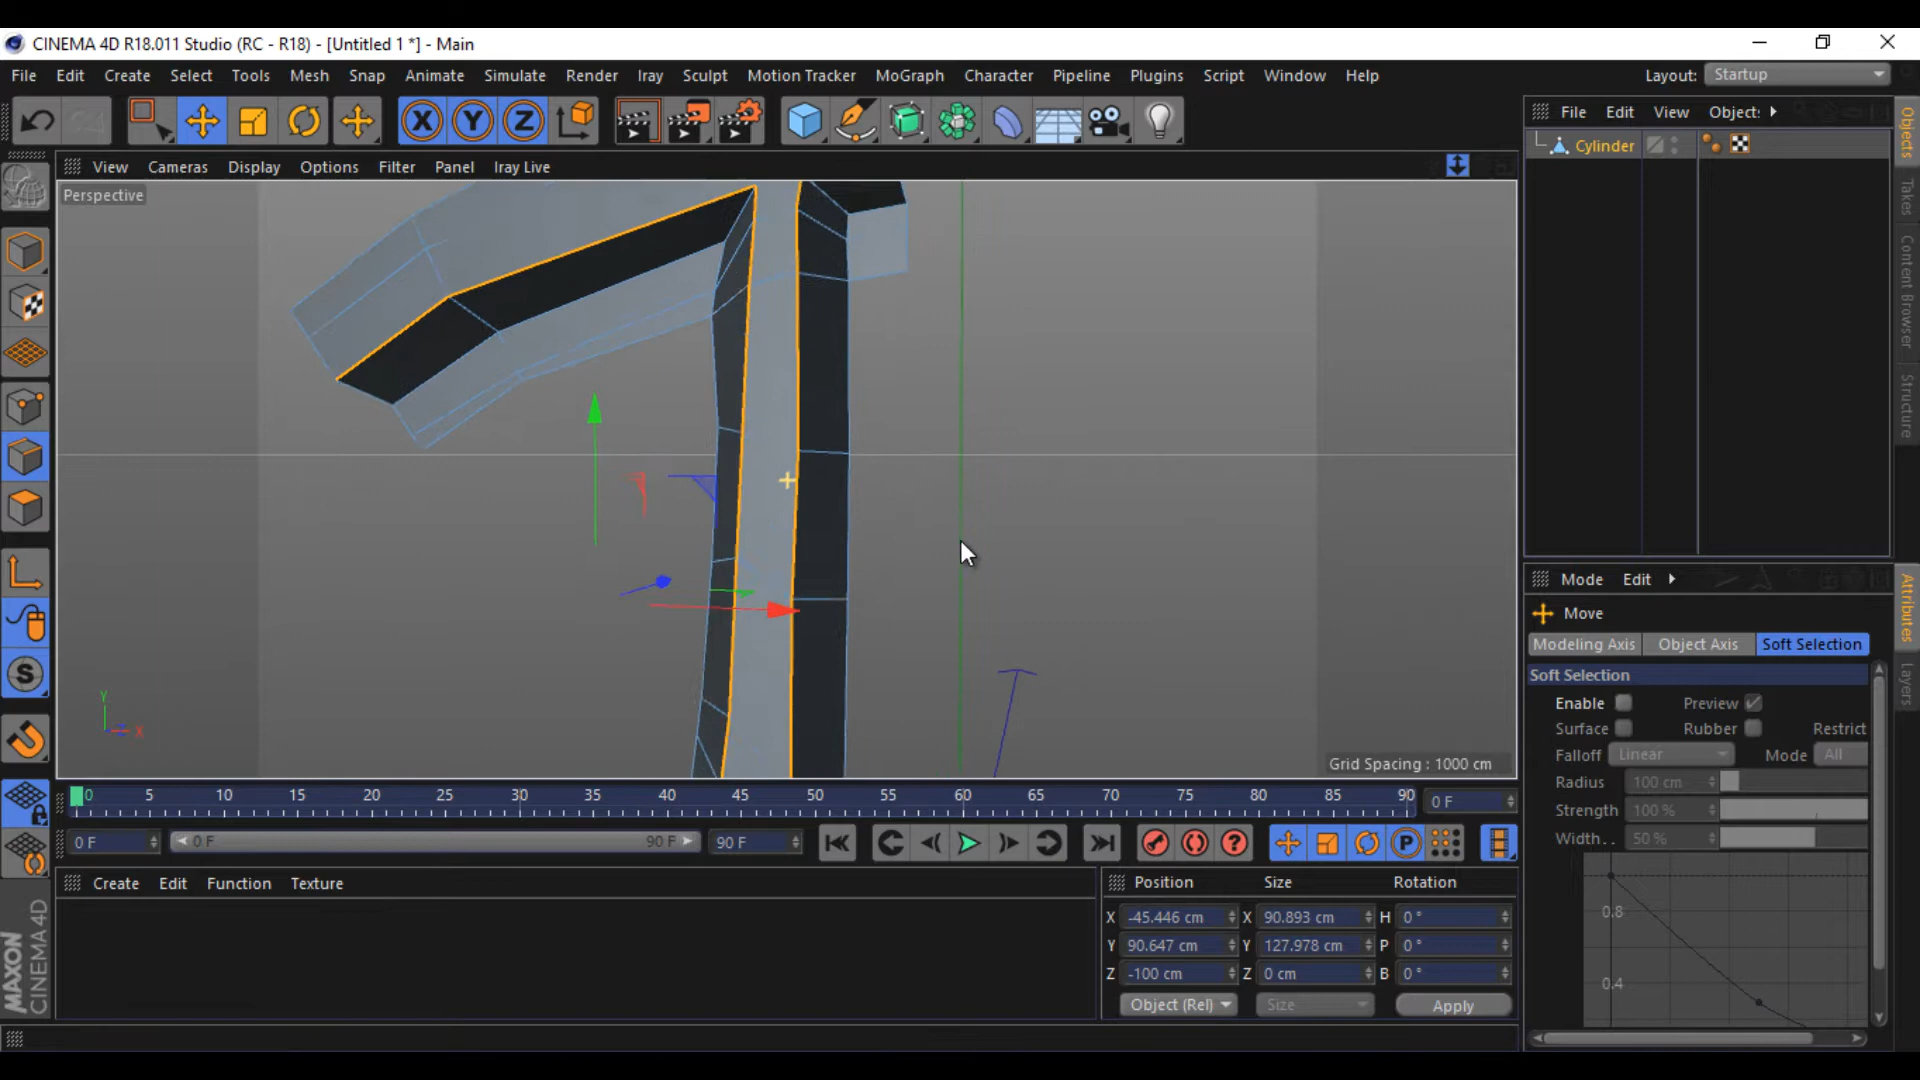 CINEMA 4D R18.011 Studio (RC - R18) - [Untitled 1 *] - Main
File Edit Create Select Tools Mesh Snap Animate Simulate Render Iray Sculpt Motion Tracker MoGraph Character Pipeline Plugins Script Window Help Layout: Startup
X Y Z
File Edit View Object:
Cylinder
View Cameras Display Options Filter Panel Iray Live
Perspective
Objects
Takes
Content Browser
Structure
Attributes
Layers
Mode Edit
Move
Modeling Axis Object Axis Soft Selection
Soft Selection
Enable Preview
Surface Rubber Restrict
Falloff Linear Mode All
Radius 100 cm
Strength 100 %
Width.. 50 %
0.8
0.4
Y
X
S
Grid Spacing : 1000 cm
0 5 10 15 20 25 30 35 40 45 50 55 60 65 70 75 80 85 90 0 F
0 F 0 F 90 F 90 F
P
Create Edit Function Texture
Position Size Rotation
X -45.446 cm X 90.893 cm H 0 °
Y 90.647 cm Y 127.978 cm P 0 °
Z -100 cm Z 0 cm B 0 °
Object (Rel) Size Apply
MAXON
CINEMA 4D